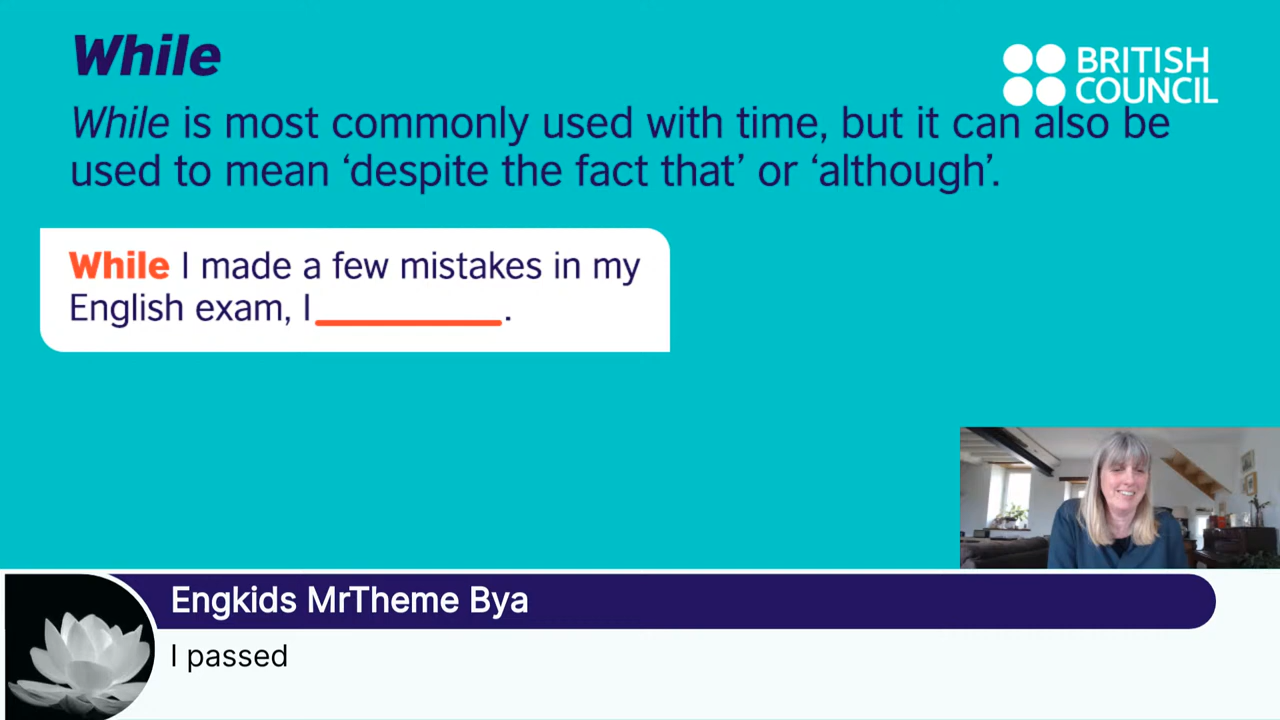 While
BRITISH
COUNCIL
While is most commonly used with time, but it can also be
used to mean ‘despite the fact that’ or ‘although’.
While I made a few mistakes in my
English exam, I __________.
Engkids MrTheme Bya
I passed